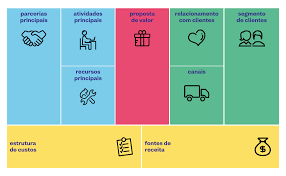 parcerias
principais
atividades
principais
proposta
de valor
relacionamento
com clientes
segmento
de clientes
recursos
principais
canais
estrutura
de custos
fontes de
receita